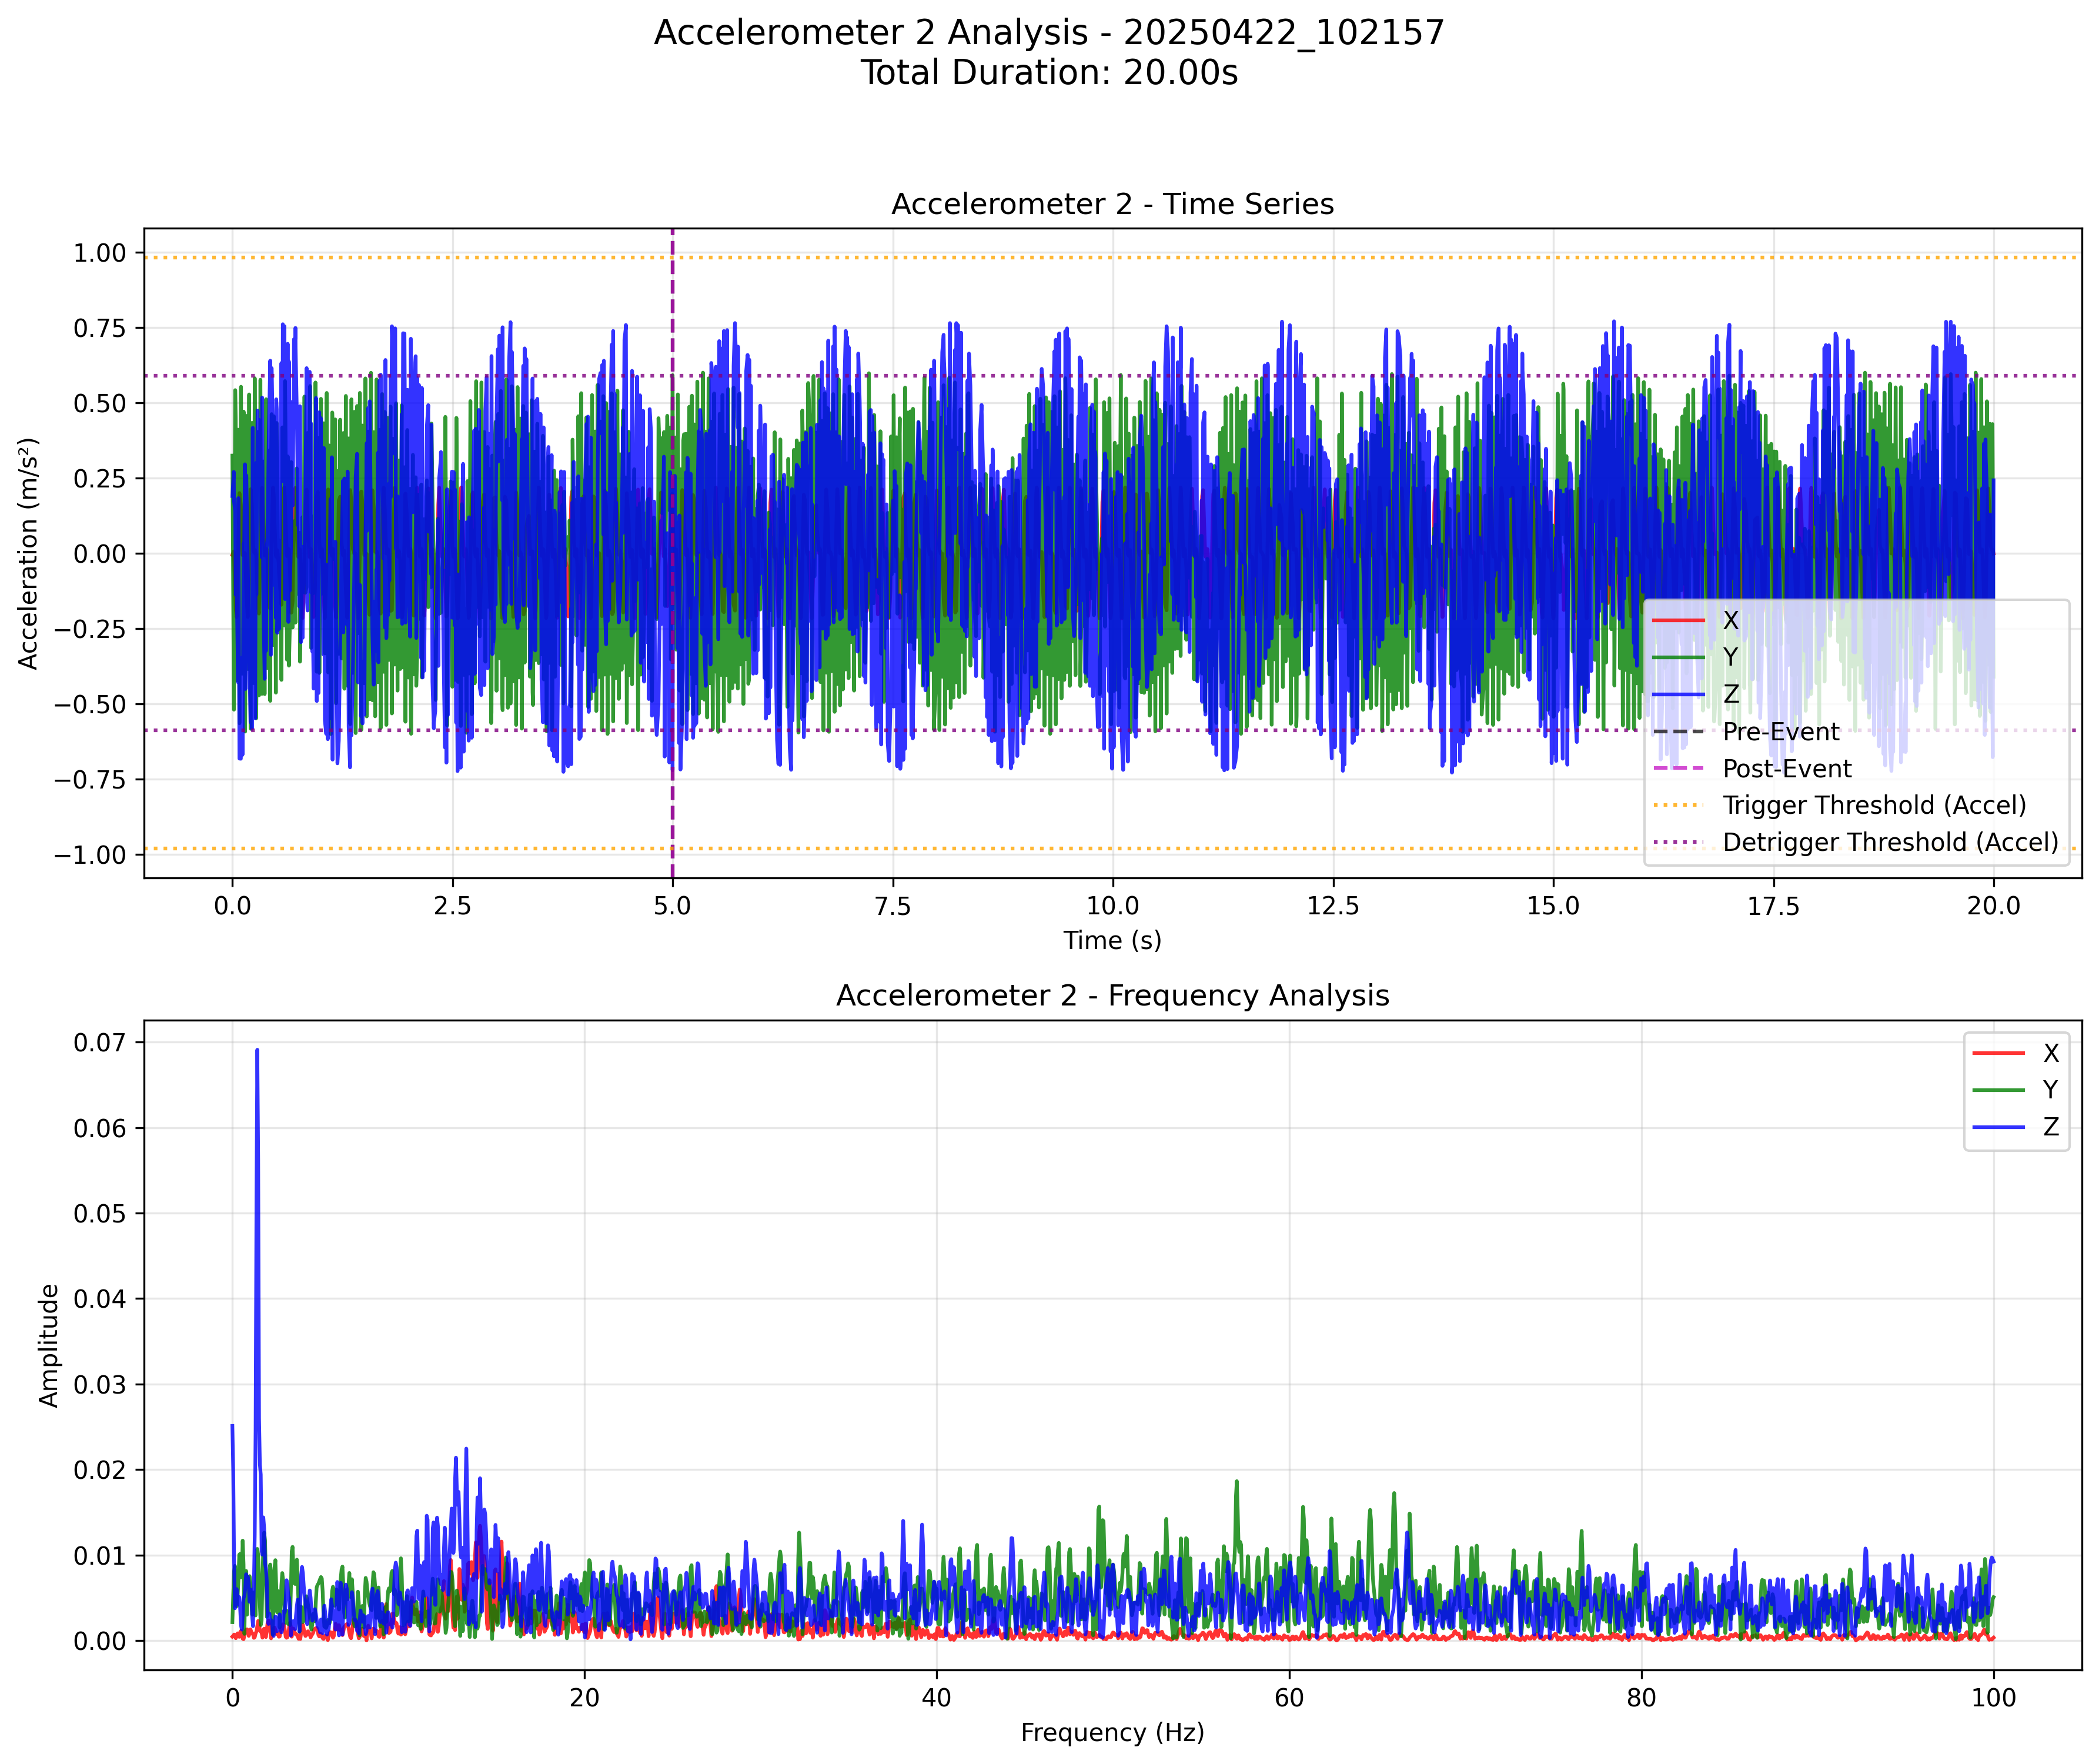 Accelerometer 2 Analysis - 20250422_102157
Total Duration: 20.00s
Accelerometer 2 - Time Series
Acceleration (m/s²)
1.00
0.75
0.50
0.25
0.00
−0.25
−0.50
−0.75
−1.00
X
Y
Z
Pre-Event
Post-Event
Trigger Threshold (Accel)
Detrigger Threshold (Accel)
0.0 2.5 5.0 7.5 10.0 12.5 15.0 17.5 20.0
Time (s)
Accelerometer 2 - Frequency Analysis
Amplitude
0.07
0.06
0.05
0.04
0.03
0.02
0.01
0.00
X
Y
Z
0 20 40 60 80 100
Frequency (Hz)